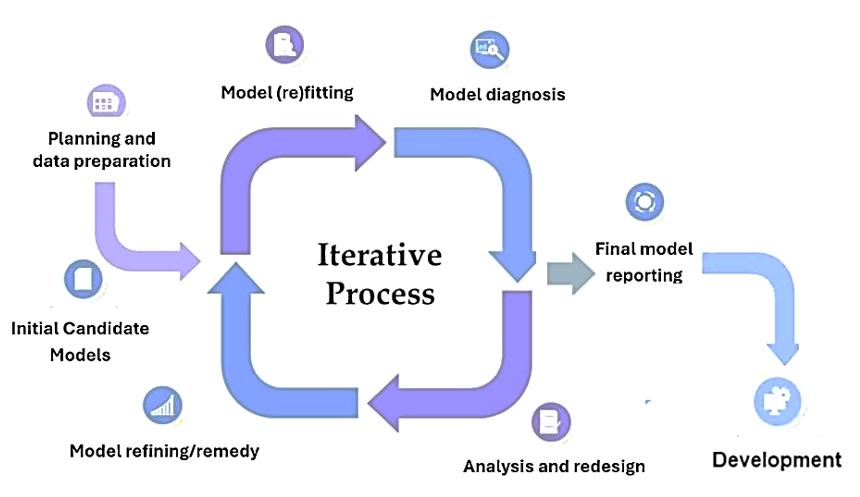 Model (re)fitting
Model diagnosis
Planning and
data preparation
Iterative
Process
Final model
reporting
Initial Candidate
Models
Model refining/remedy
Analysis and redesign
Development